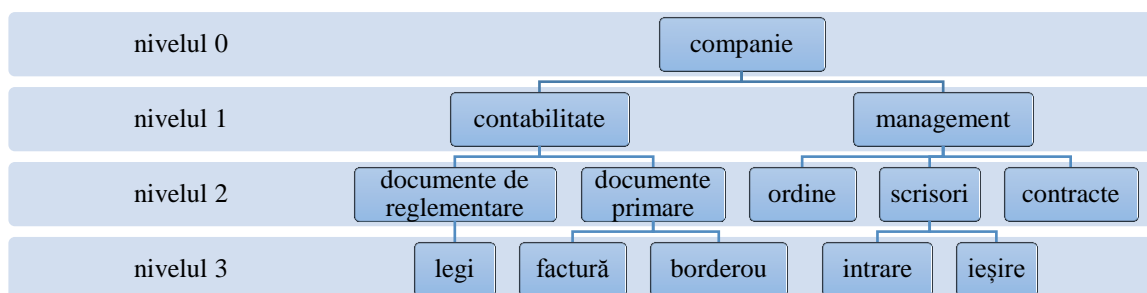 nivelul 0
companie
nivelul 1
contabilitate
management
nivelul 2
documente de
reglementare
documente
primare
ordine
scrisori
contracte
nivelul 3
legi
factură
borderou
intrare
ieșire